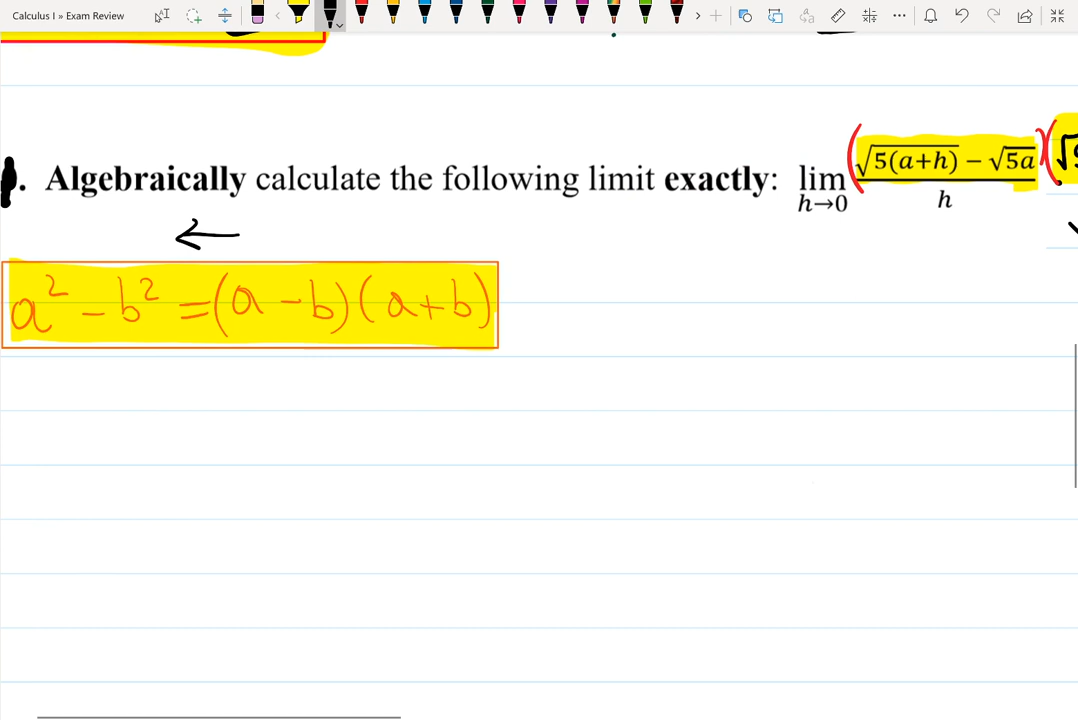 Calculus I » Exam Review
. Algebraically calculate the following limit exactly: lim h→0 (√5(a+h) − √5a)/h )(√
a² − b² = (a − b)(a + b)